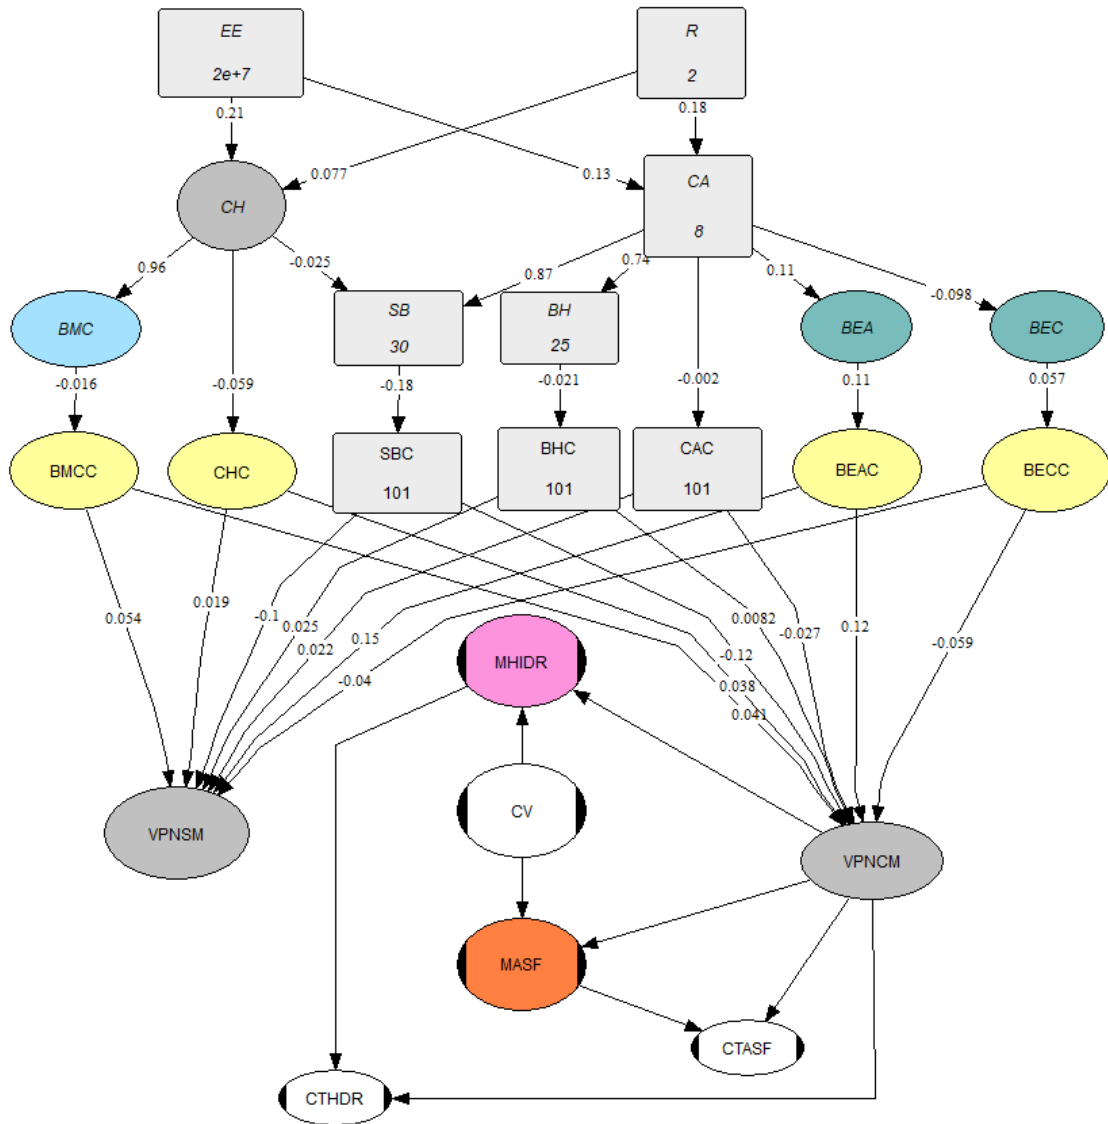 EE
R
2e+7
2
0.21
0.18
0.077
0.13
CH
CA
8
0.96
-0.025
0.87
0.74
0.11
-0.098
BMC
SB
BH
BEA
BEC
30
25
-0.016
-0.059
-0.18
-0.021
-0.002
0.11
0.057
BMCC
CHC
SBC
BHC
CAC
BEAC
BECC
101
101
101
0.054
0.019
-0.1
0.025
0.022
0.15
-0.04
0.0082
-0.027
0.12
-0.059
-0.12
0.038
0.041
MHIDR
CV
VPNSM
VPNCM
MASF
CTASF
CTHDR